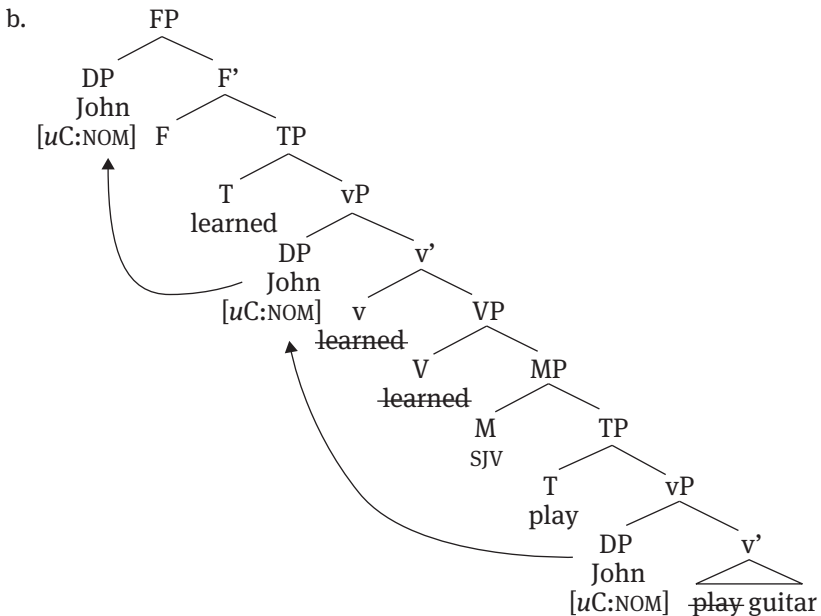 b.
FP
DP F'
John
[uC:NOM] F TP
T vP
learned
DP v'
John
[uC:NOM] v VP
learned
V MP
learned
M TP
SJV
T vP
play
DP v'
John
[uC:NOM] play guitar